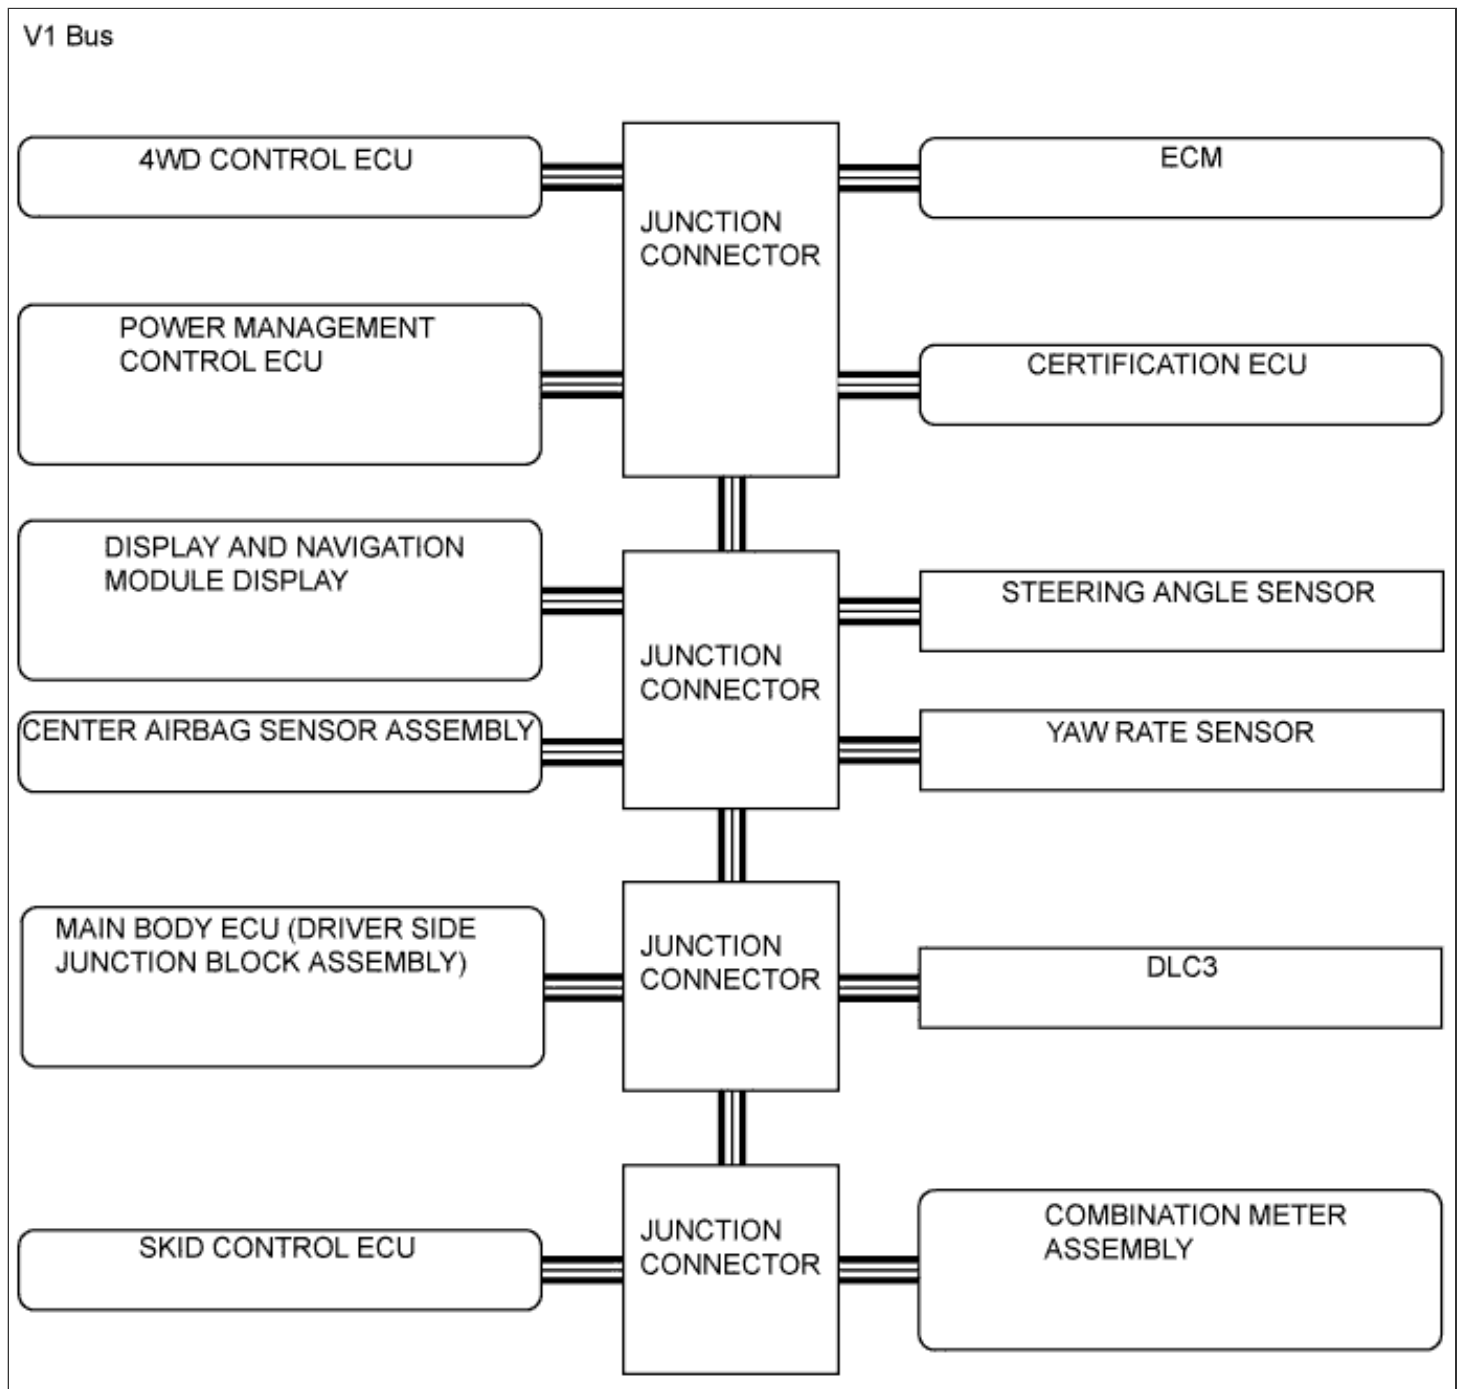 V1 Bus
4WD CONTROL ECU
JUNCTION
CONNECTOR
ECM
POWER MANAGEMENT
CONTROL ECU
CERTIFICATION ECU
DISPLAY AND NAVIGATION
MODULE DISPLAY
JUNCTION
CONNECTOR
STEERING ANGLE SENSOR
CENTER AIRBAG SENSOR ASSEMBLY
YAW RATE SENSOR
MAIN BODY ECU (DRIVER SIDE
JUNCTION BLOCK ASSEMBLY)
JUNCTION
CONNECTOR
DLC3
SKID CONTROL ECU
JUNCTION
CONNECTOR
COMBINATION METER
ASSEMBLY